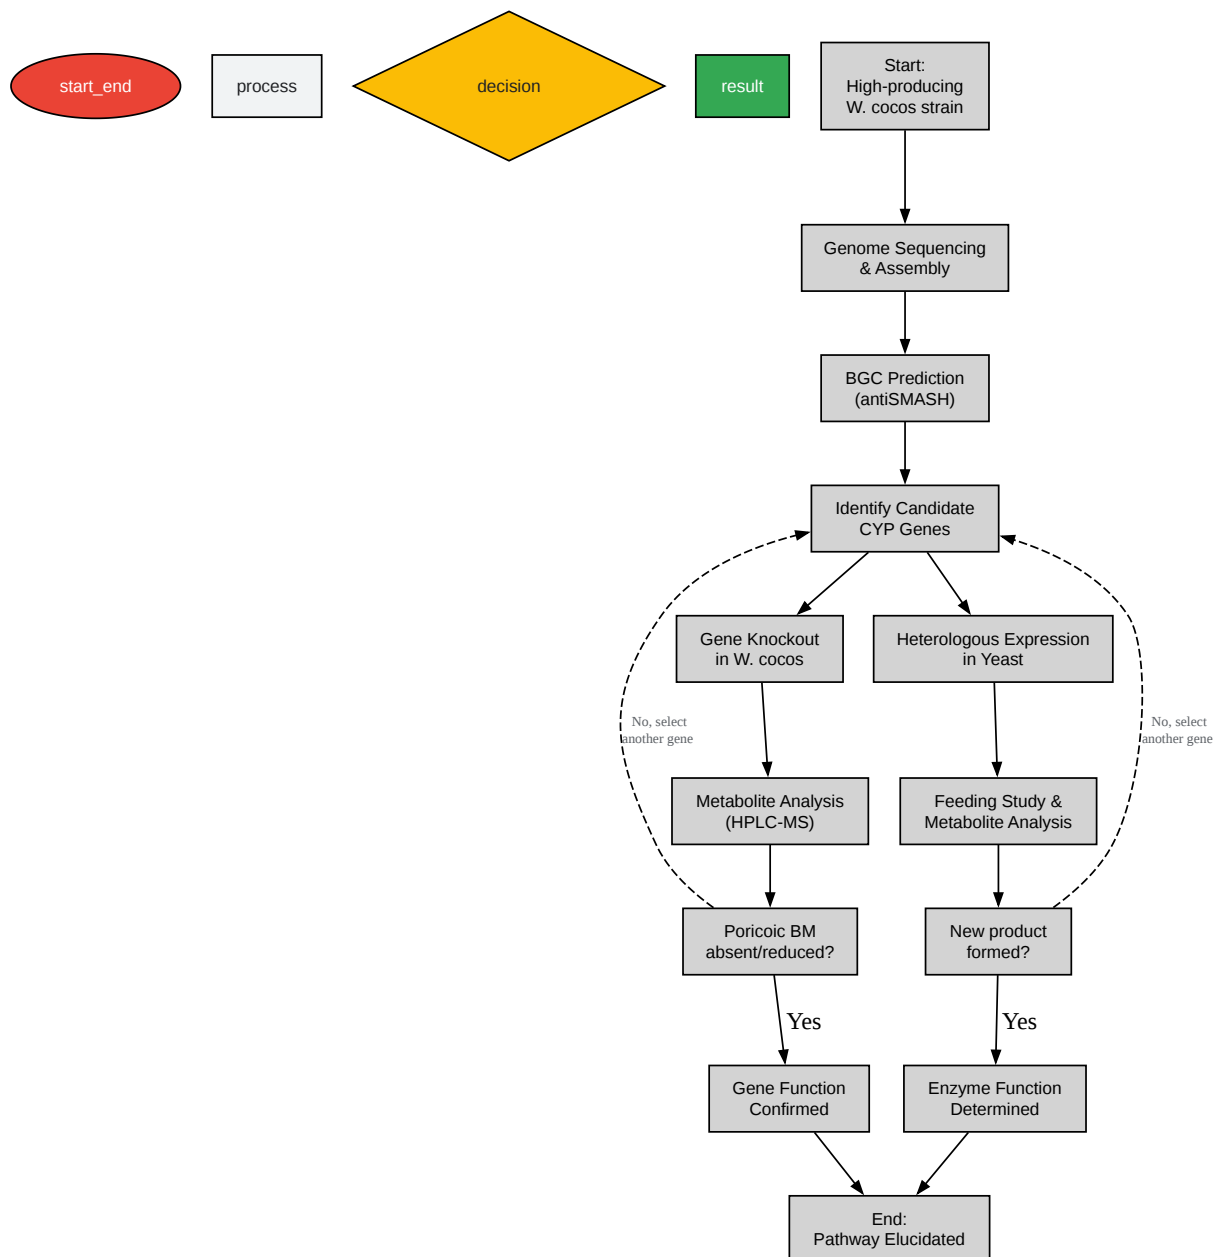 start_end
process
decision
result
Start:
High-producing
W. cocos strain
Genome Sequencing
& Assembly
BGC Prediction
(antiSMASH)
Identify Candidate
CYP Genes
Gene Knockout
in W. cocos
Heterologous Expression
in Yeast
No, select
another gene
No, select
another gene
Metabolite Analysis
(HPLC-MS)
Feeding Study &
Metabolite Analysis
Poricoic BM
absent/reduced?
New product
formed?
Yes
Yes
Gene Function
Confirmed
Enzyme Function
Determined
End:
Pathway Elucidated